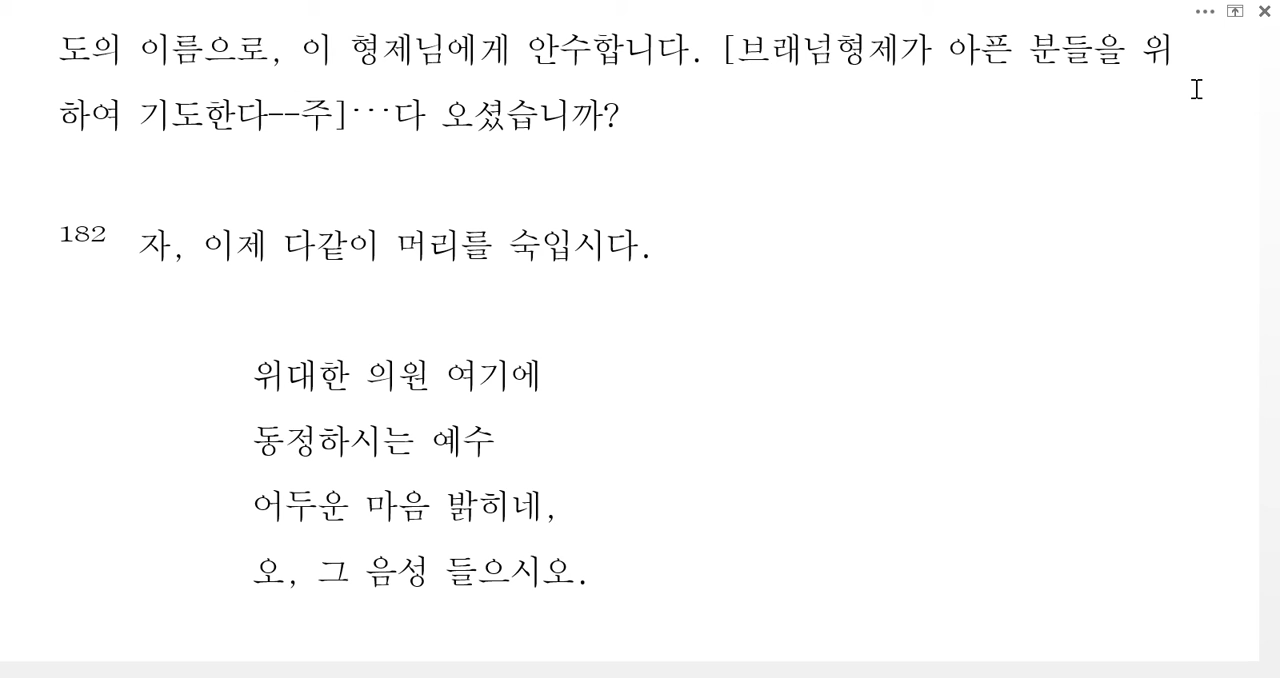 도의 이름으로, 이 형제님에게 안수합니다. [브래넘형제가 아픈 분들을 위
하여 기도한다--주]…다 오셨습니까?
182 자, 이제 다같이 머리를 숙입시다.
위대한 의원 여기에
동정하시는 예수
어두운 마음 밝히네,
오, 그 음성 들으시오.